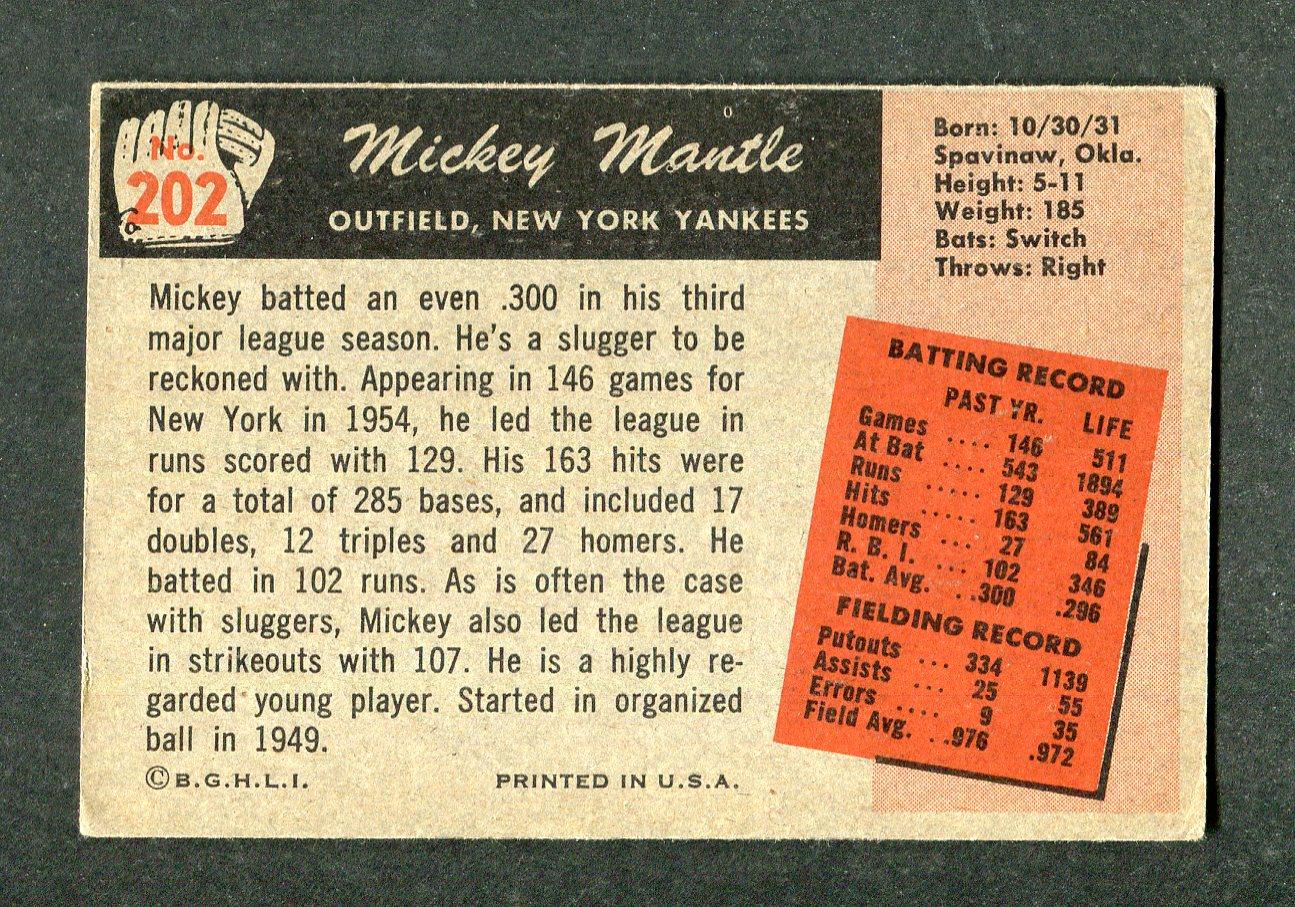 No.
202
Mickey Mantle
OUTFIELD, NEW YORK YANKEES
Born: 10/30/31
Spavinaw, Okla.
Height: 5-11
Weight: 185
Bats: Switch
Throws: Right
Mickey batted an even .300 in his third
major league season. He's a slugger to be
reckoned with. Appearing in 146 games for
New York in 1954, he led the league in
runs scored with 129. His 163 hits were
for a total of 285 bases, and included 17
doubles, 12 triples and 27 homers. He
batted in 102 runs. As is often the case
with sluggers, Mickey also led the league
in strikeouts with 107. He is a highly re-
garded young player. Started in organized
ball in 1949.
©B.G.H.L.I. PRINTED IN U.S.A.
BATTING RECORD
PAST YR. LIFE
Games .... 146 511
At Bat .... 543 1894
Runs ..... 129 389
Hits ..... 163 561
Homers ... 27 84
R. B. I. ... 102 346
Bat. Avg. ...300 .296
FIELDING RECORD
Putouts ... 334 1139
Assists ... 25 55
Errors .... 9 35
Field Avg. ...976 .972